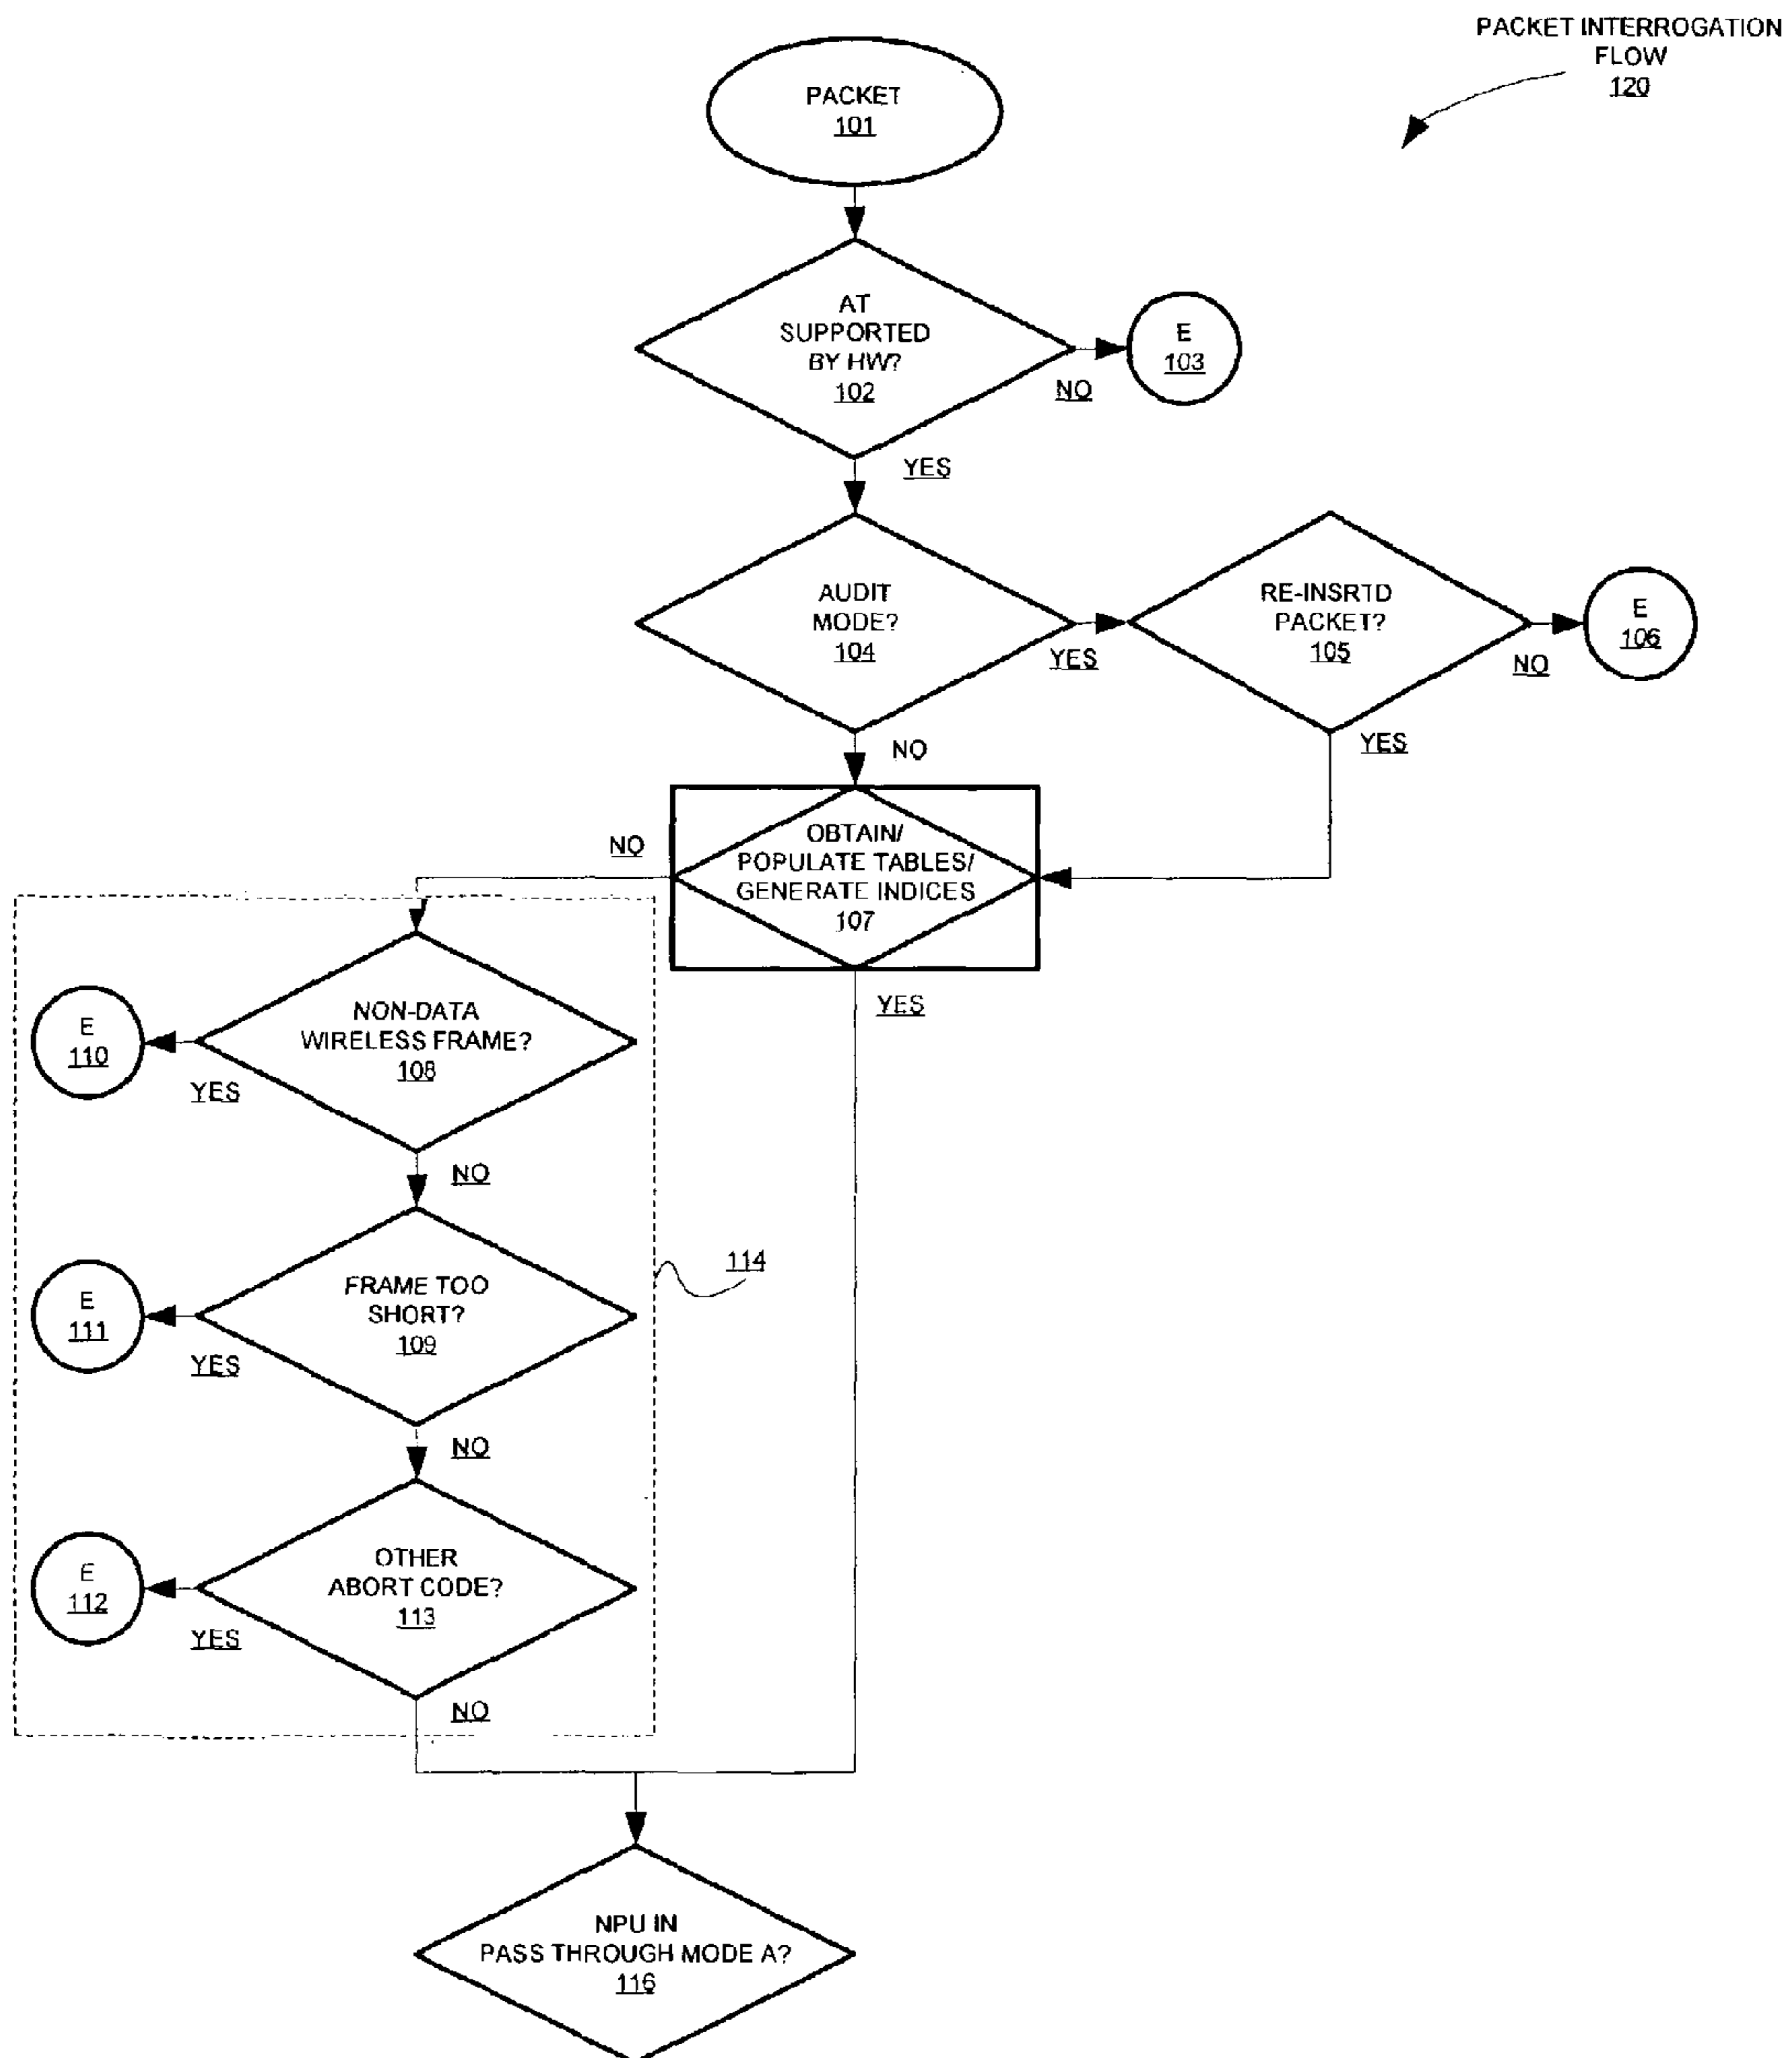 PACKET INTERROGATION
FLOW
120
PACKET
101
AT
SUPPORTED
BY HW?
102
NO
E
103
YES
AUDIT
MODE?
104
YES
RE-INSRTD
PACKET?
105
NO
E
106
YES
NO
OBTAIN/
POPULATE TABLES/
GENERATE INDICES
107
NO
YES
NON-DATA
WIRELESS FRAME?
108
E
110
YES
NO
FRAME TOO
SHORT?
109
E
111
YES
114
NO
OTHER
ABORT CODE?
113
E
112
YES
NO
NPU IN
PASS THROUGH MODE A?
116